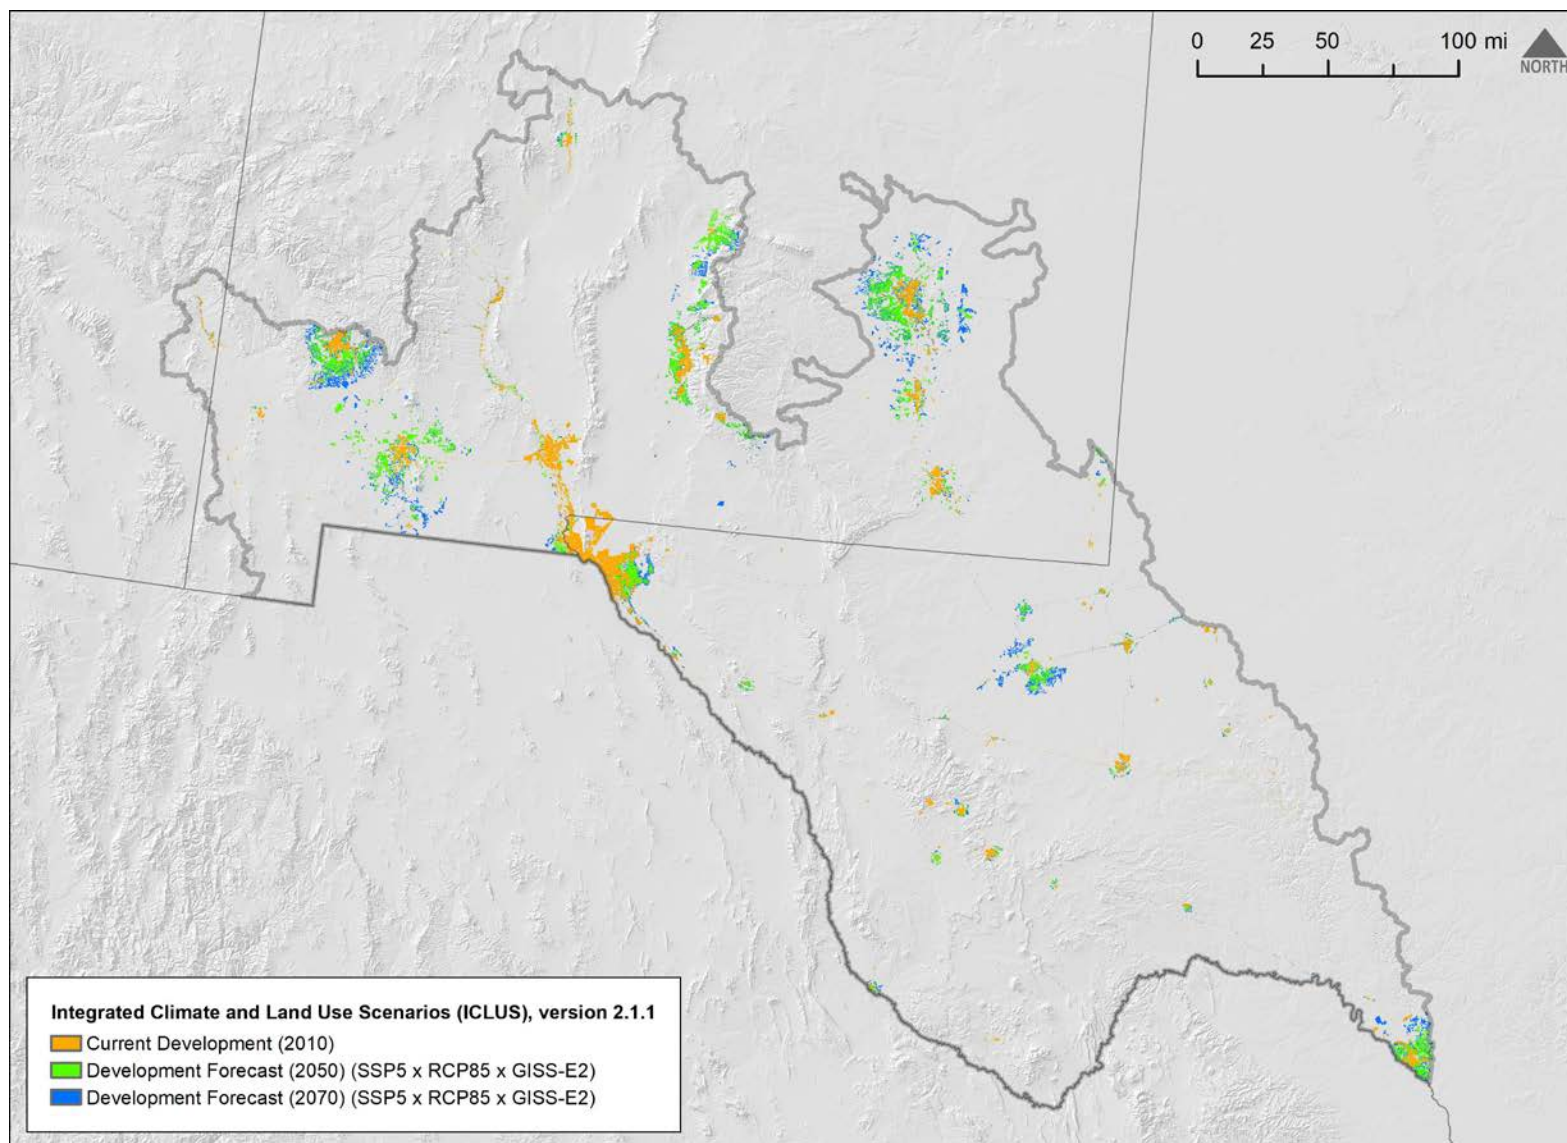 0 25 50 100 mi
NORTH
Integrated Climate and Land Use Scenarios (ICLUS), version 2.1.1
Current Development (2010)
Development Forecast (2050) (SSP5 x RCP85 x GISS-E2)
Development Forecast (2070) (SSP5 x RCP85 x GISS-E2)